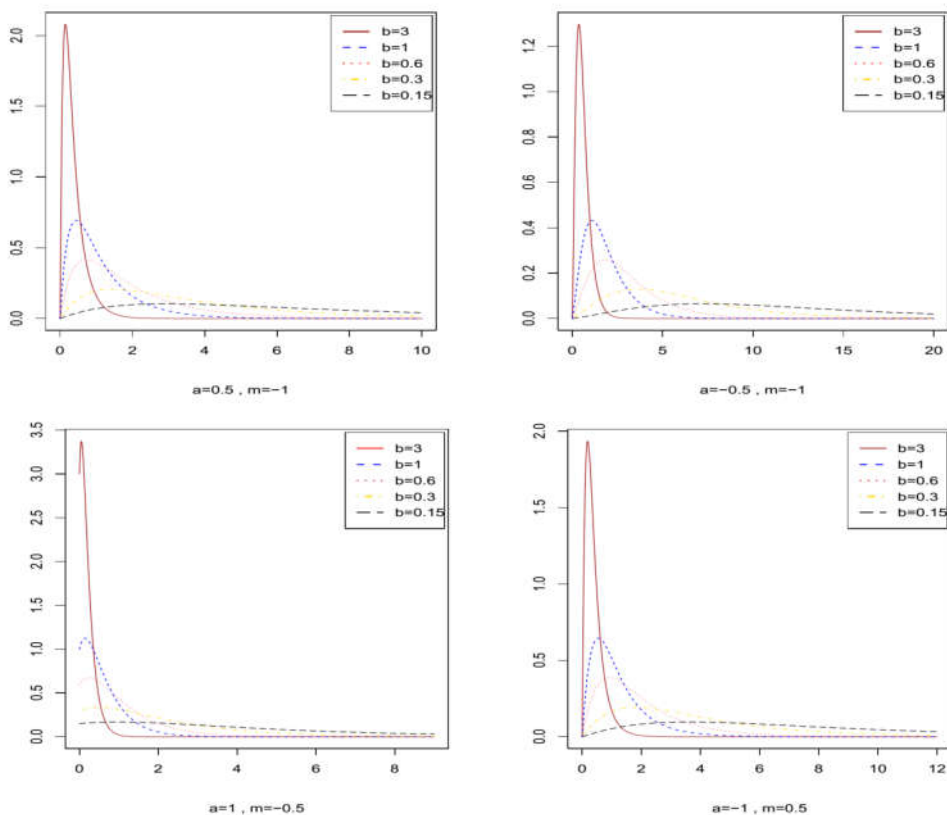 2.0
1.5
1.0
0.5
0.0
b=3
b=1
b=0.6
b=0.3
b=0.15
0 2 4 6 8 10
a=0.5 , m=−1
1.2
1.0
0.8
0.6
0.4
0.2
0.0
b=3
b=1
b=0.6
b=0.3
b=0.15
0 5 10 15 20
a=−0.5 , m=−1
3.5
3.0
2.5
2.0
1.5
1.0
0.5
0.0
b=3
b=1
b=0.6
b=0.3
b=0.15
0 2 4 6 8
a=1 , m=−0.5
2.0
1.5
1.0
0.5
0.0
b=3
b=1
b=0.6
b=0.3
b=0.15
0 2 4 6 8 10 12
a=−1 , m=0.5